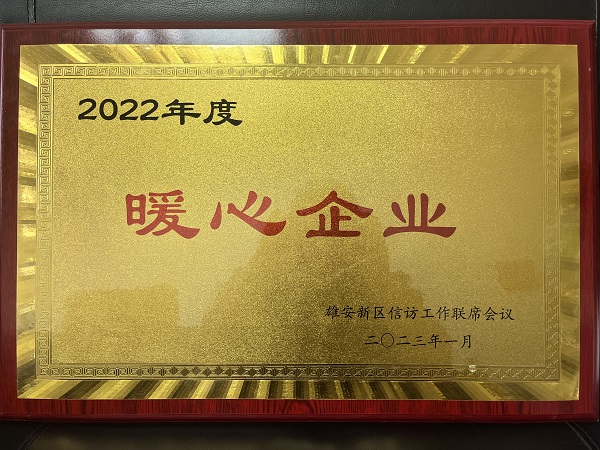 2022年度
暖心企业
雄安新区信访工作联席会议
二〇二三年一月